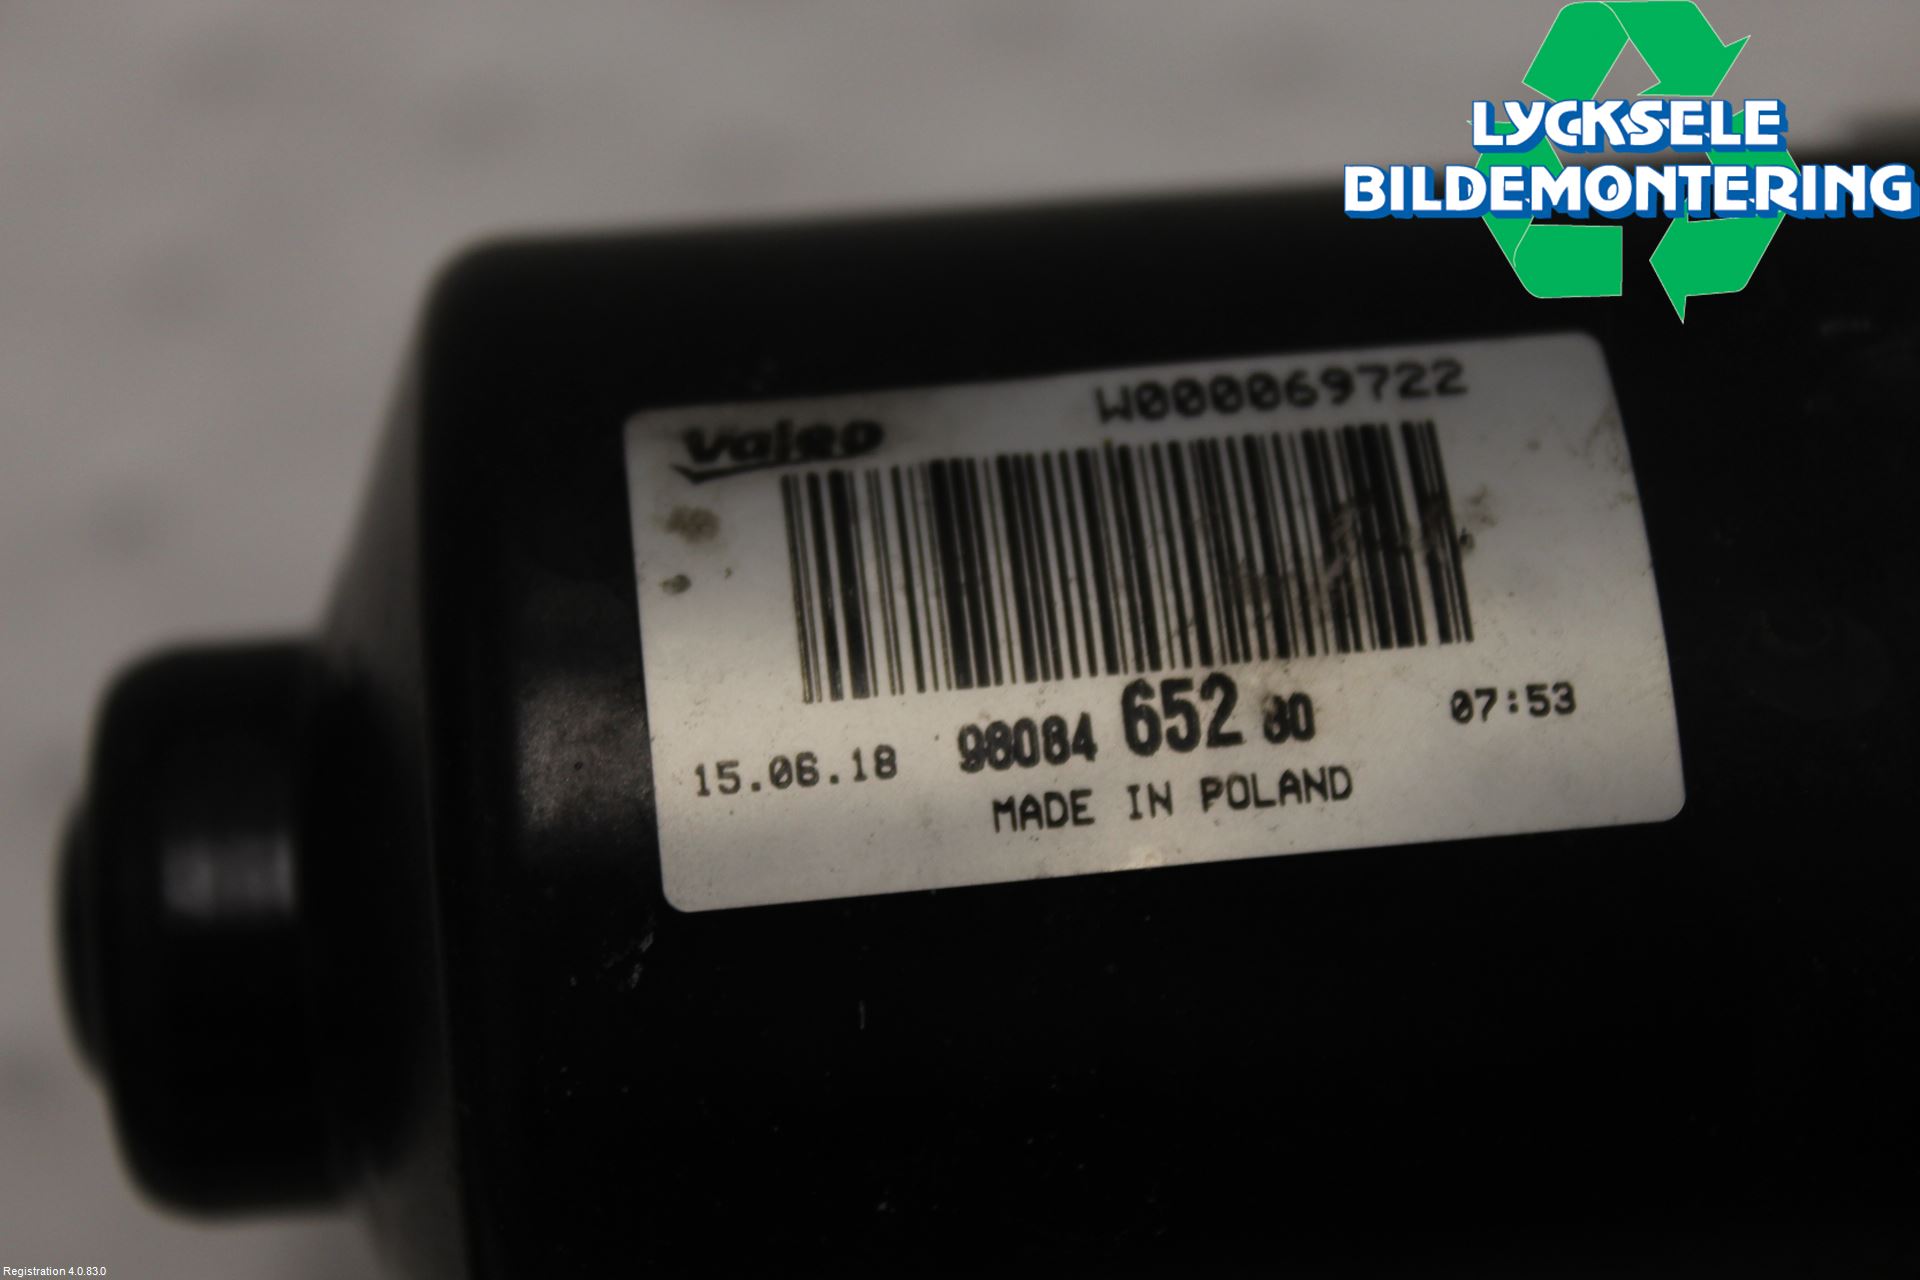 LYCKSELE
BILDEMONTERING
Valeo
W000069722
15.06.18 98084 652 80 07:53
MADE IN POLAND
Registration 4.0.83.0